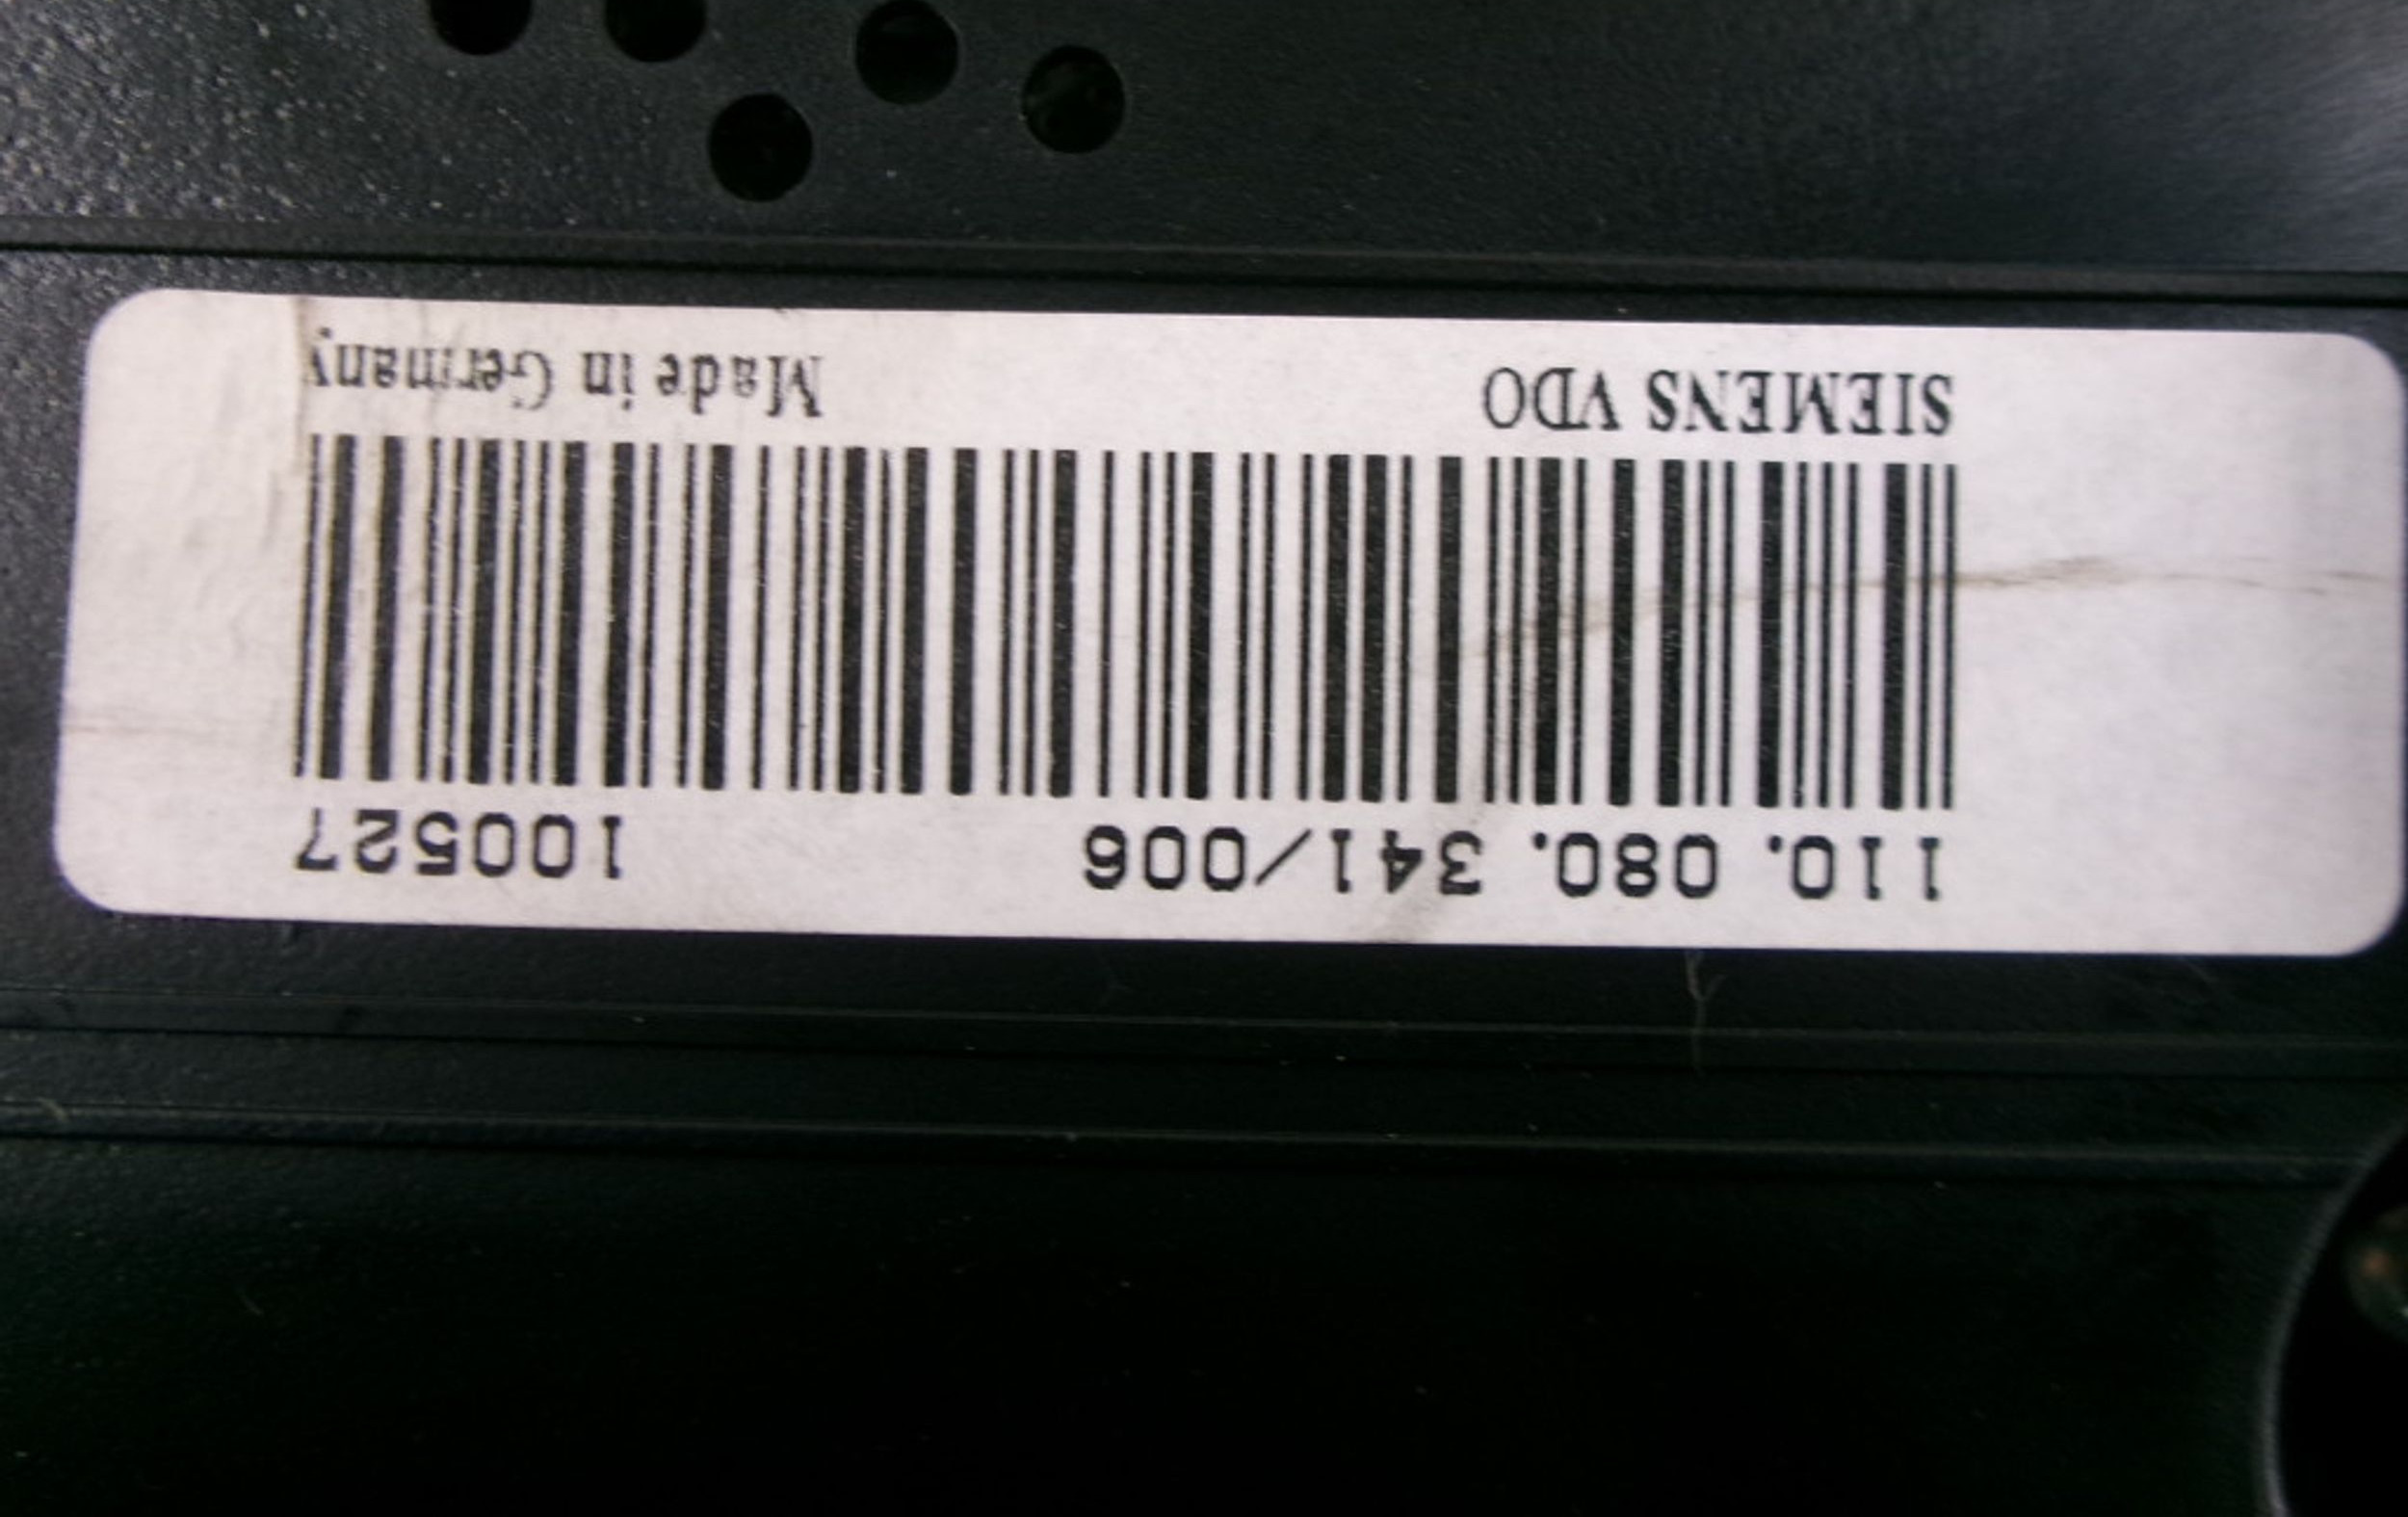 110.080.341/006 100527
SIEMENS VDO Made in Germany